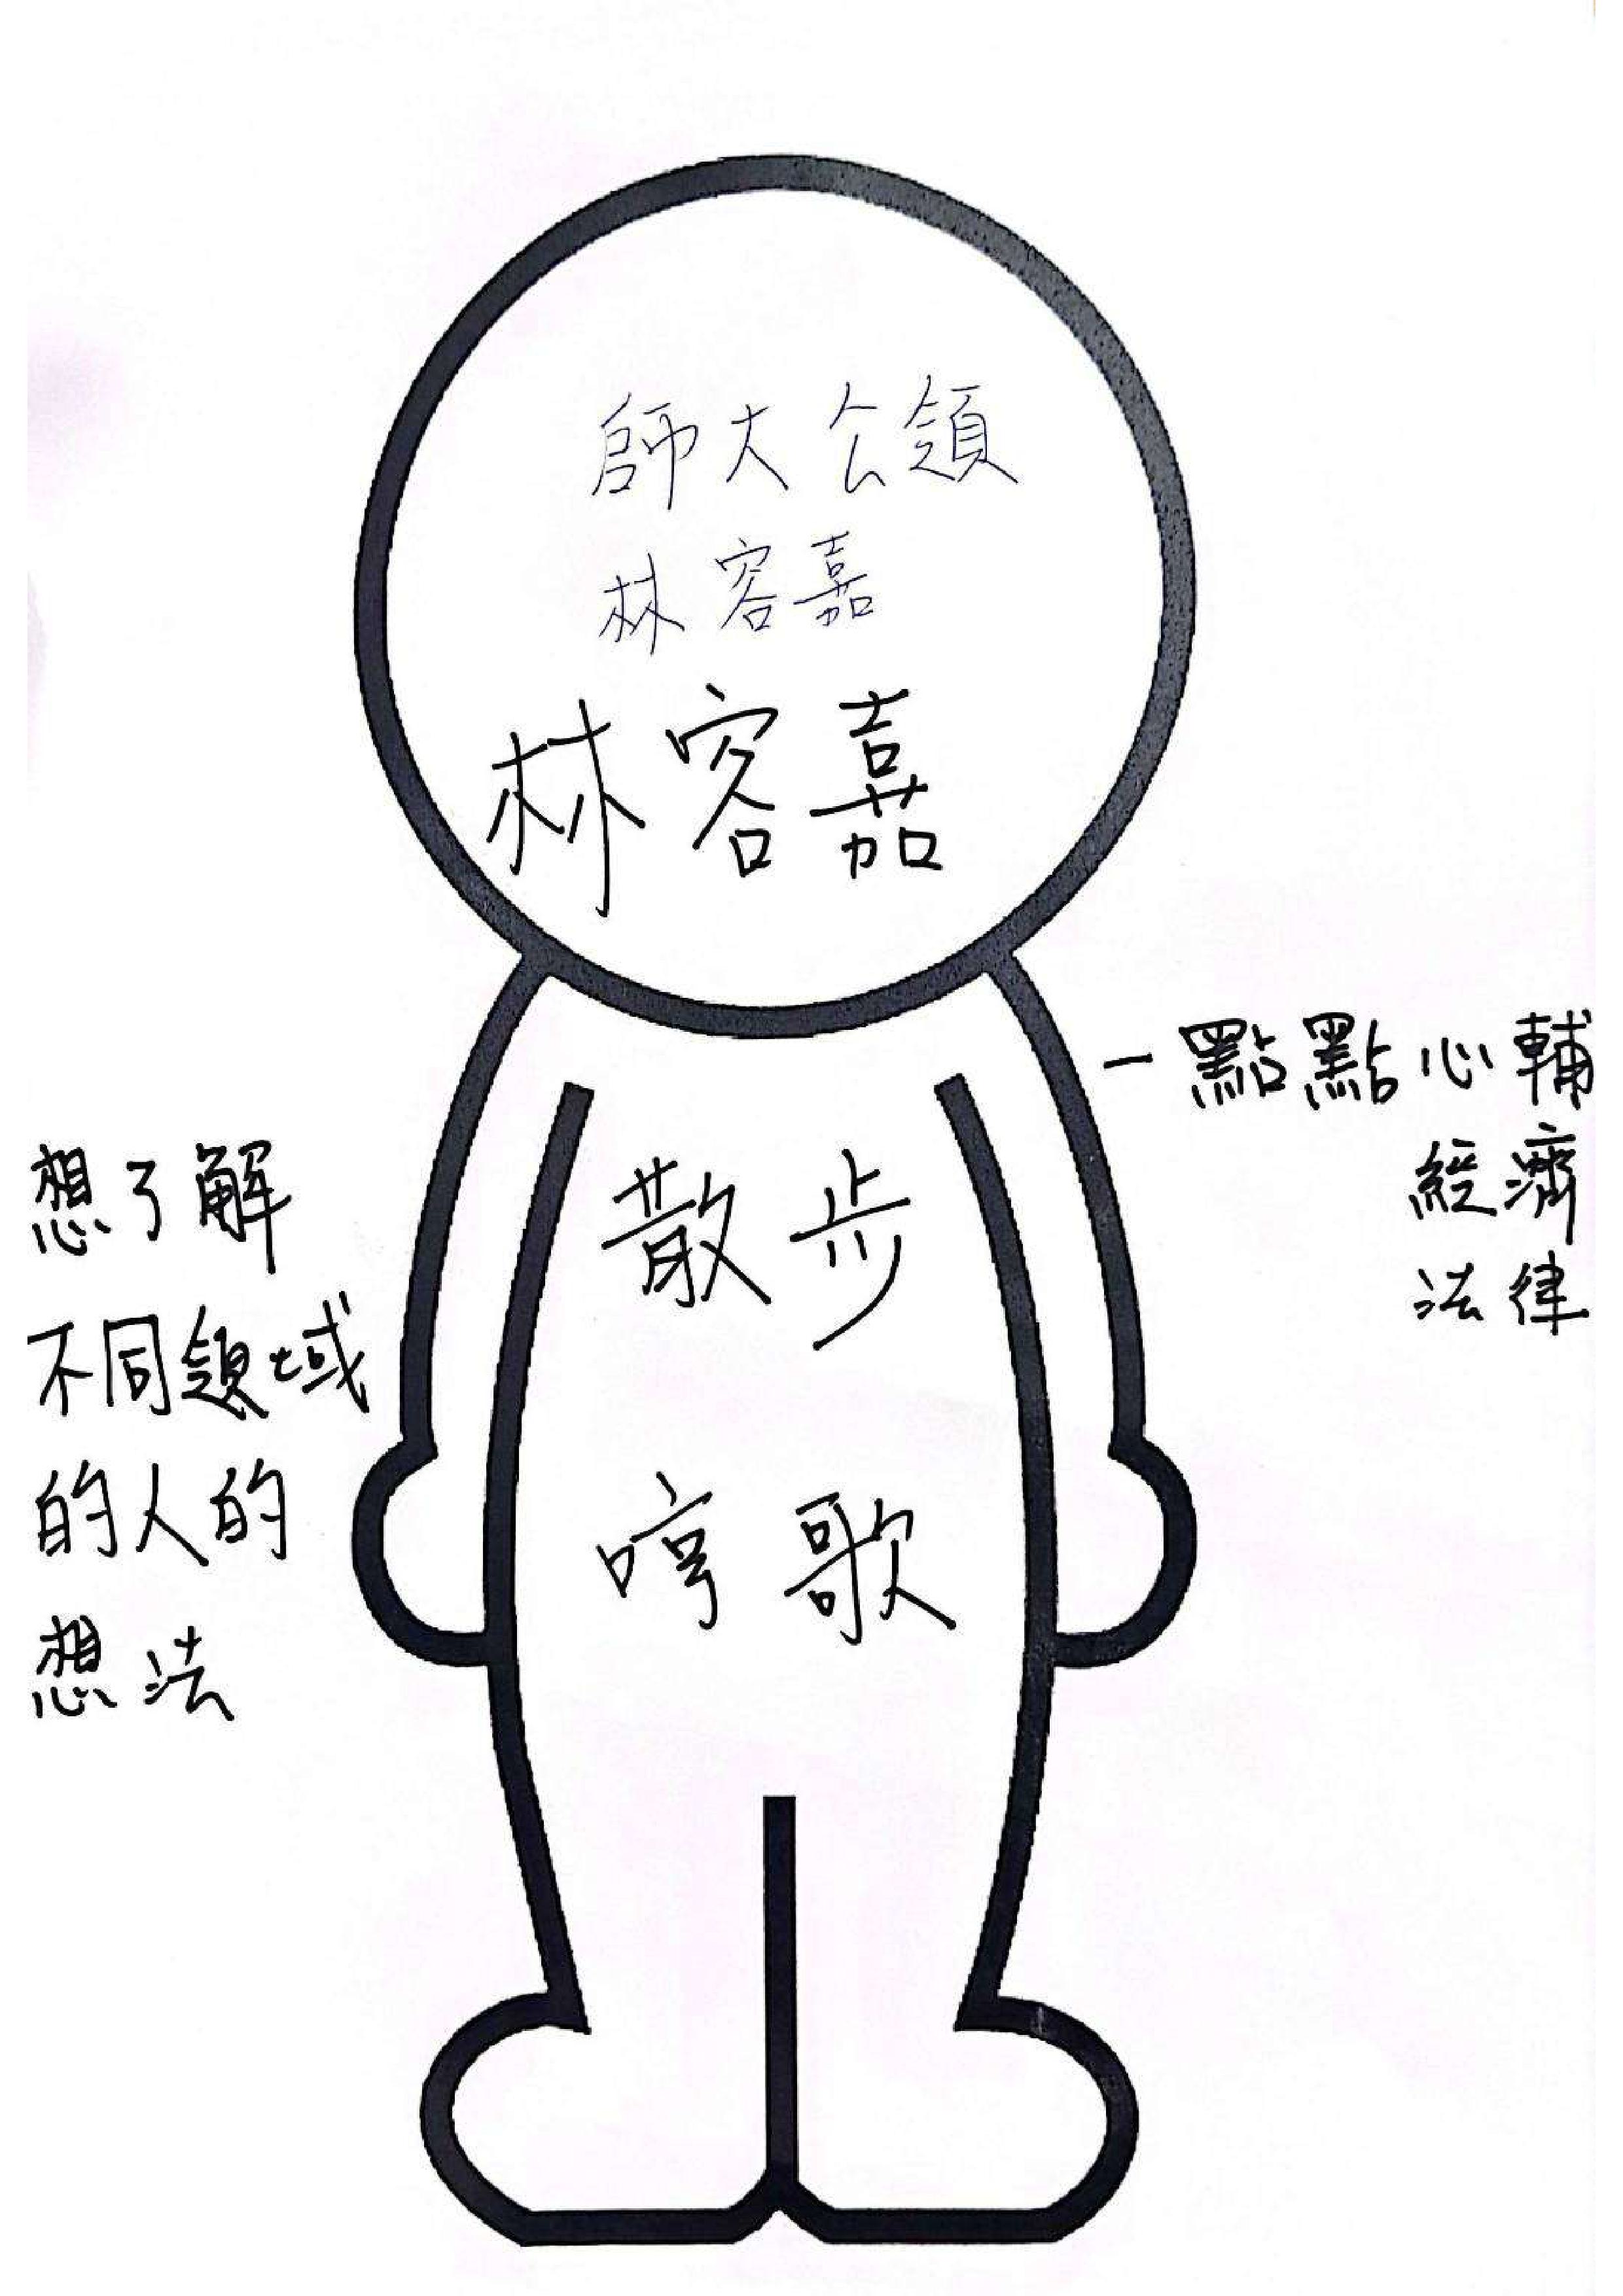 師大公領
林容嘉
林容嘉
一點點心輔
經濟
法律
想了解
不同領域
的人的
想法
散步
哼歌